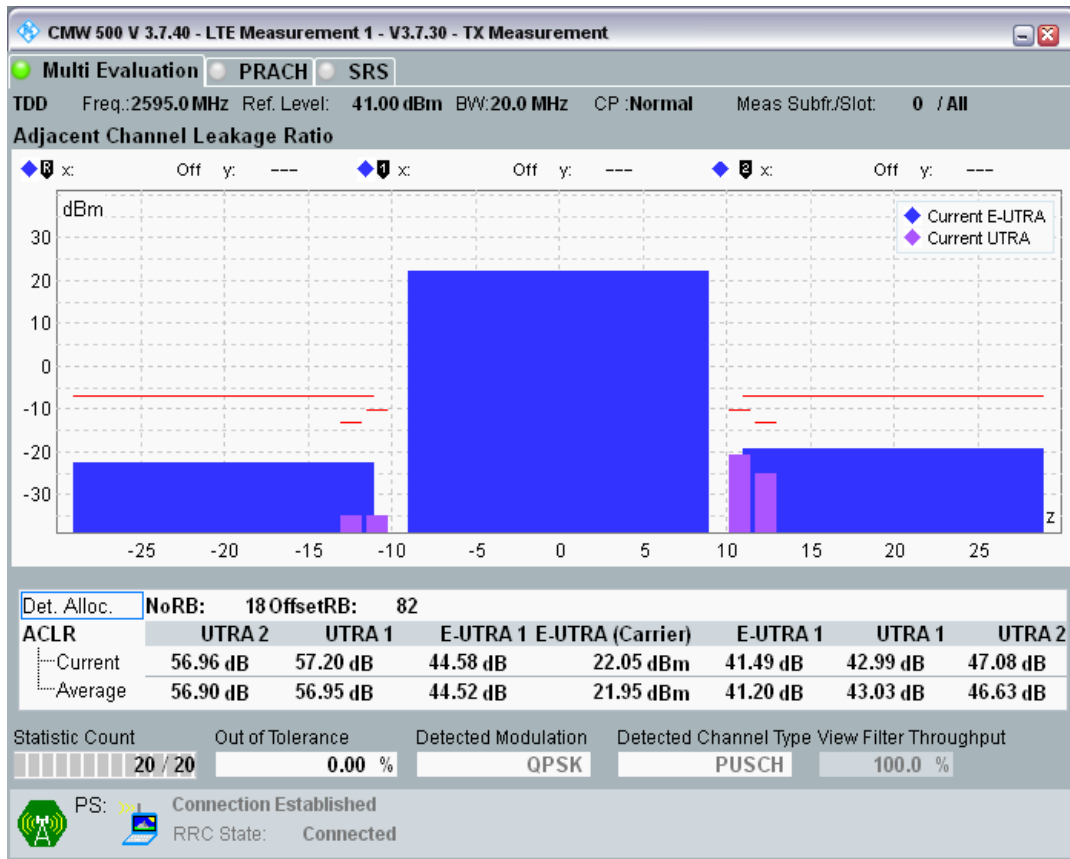 CMW 500 V 3.7.40 - LTE Measurement 1 - V3.7.30 - TX Measurement
Multi Evaluation PRACH SRS
TDD Freq.:2595.0 MHz Ref. Level: 41.00 dBm BW:20.0 MHz CP :Normal Meas Subfr./Slot: 0 / All
Adjacent Channel Leakage Ratio
R x: Off y: --- 1 x: Off y: --- 2 x: Off y: ---
dBm
Current E-UTRA
Current UTRA
30
20
10
0
-10
-20
-30
z
-25 -20 -15 -10 -5 0 5 10 15 20 25
Det. Alloc. NoRB: 18 OffsetRB: 82
ACLR UTRA 2 UTRA 1 E-UTRA 1 E-UTRA (Carrier) E-UTRA 1 UTRA 1 UTRA 2
Current 56.96 dB 57.20 dB 44.58 dB 22.05 dBm 41.49 dB 42.99 dB 47.08 dB
Average 56.90 dB 56.95 dB 44.52 dB 21.95 dBm 41.20 dB 43.03 dB 46.63 dB
Statistic Count Out of Tolerance Detected Modulation Detected Channel Type View Filter Throughput
20 / 20 0.00 % QPSK PUSCH 100.0 %
PS: Connection Established
RRC State: Connected